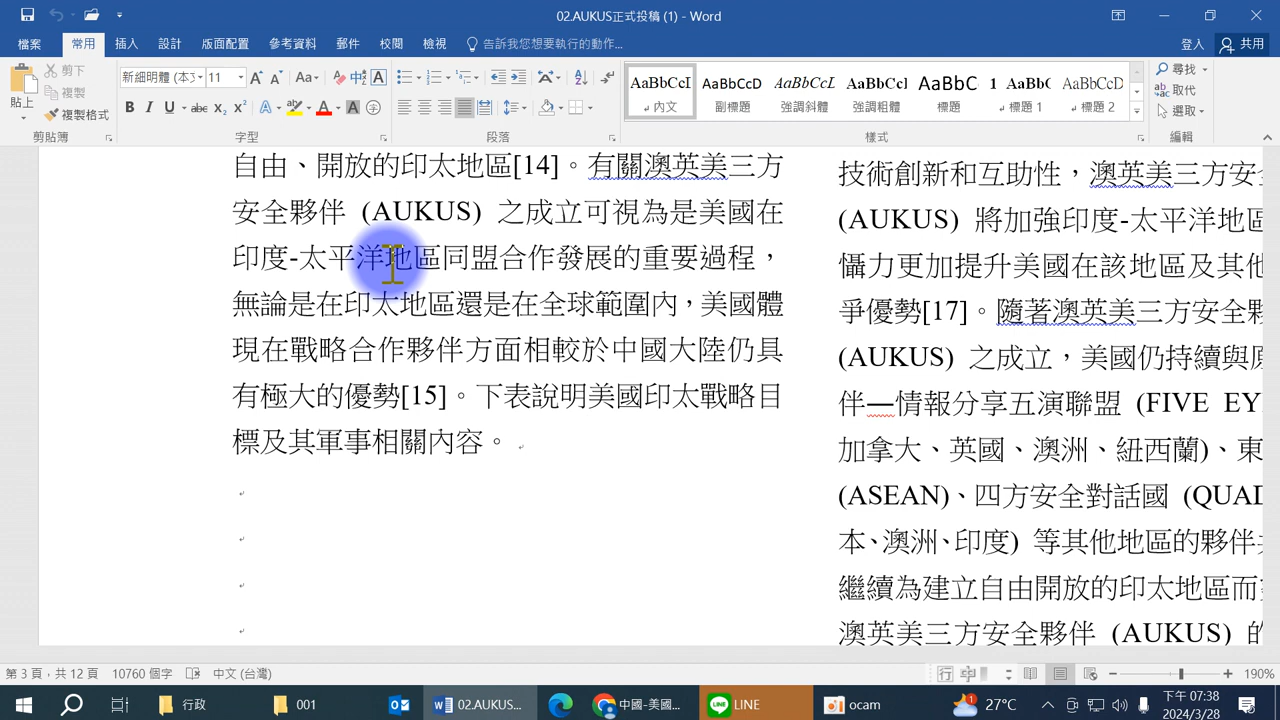 02.AUKUS正式投稿 (1) - Word
檔案 常用 插入 設計 版面配置 參考資料 郵件 校閱 檢視 告訴我您想要執行的動作... 登入 共用
貼上 剪下 複製 複製格式
新細明體 (本文 11
B I U abc X₂ X² A A A
AaBbCcI AaBbCcD AaBbCcL AaBbCcI AaBbC 1 AaBbC AaBbCcD
內文 副標題 強調斜體 強調粗體 標題 標題 1 標題 2
尋找 取代 選取
剪貼簿 字型 段落 樣式 編輯
自由、開放的印太地區[14]。有關澳英美三方
安全夥伴 (AUKUS) 之成立可視為是美國在
印度-太平洋地區同盟合作發展的重要過程，
無論是在印太地區還是在全球範圍內，美國體
現在戰略合作夥伴方面相較於中國大陸仍具
有極大的優勢[15]。下表說明美國印太戰略目
標及其軍事相關內容。
技術創新和互助性，澳英美三方安全
(AUKUS) 將加強印度-太平洋地區
懾力更加提升美國在該地區及其他
爭優勢[17]。隨著澳英美三方安全夥
(AUKUS) 之成立，美國仍持續與原
伴—情報分享五演聯盟 (FIVE EY
加拿大、英國、澳洲、紐西蘭)、東
(ASEAN)、四方安全對話國 (QUAD
本、澳洲、印度) 等其他地區的夥伴
繼續為建立自由開放的印太地區而
澳英美三方安全夥伴 (AUKUS) 的
第 3 頁，共 12 頁 10760 個字 中文 (台灣) 190%
行政 001 02.AUKUS... 中國-美國... LINE ocam 27°C 下午 07:38
2024/3/28